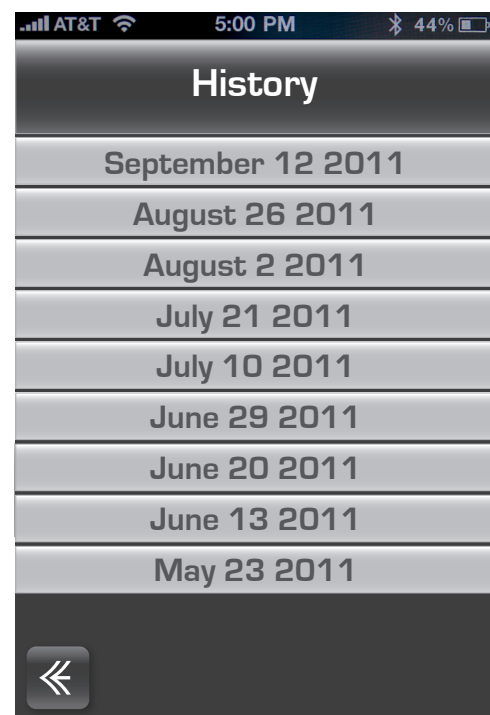 AT&T 5:00 PM 44%
History
September 12 2011
August 26 2011
August 2 2011
July 21 2011
July 10 2011
June 29 2011
June 20 2011
June 13 2011
May 23 2011